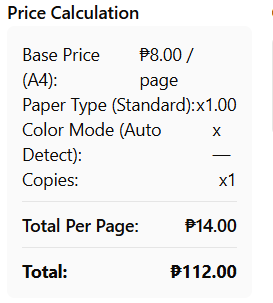 Price Calculation
Base Price ₱8.00 /
(A4): page
Paper Type (Standard):x1.00
Color Mode (Auto x
Detect): —
Copies: x1
Total Per Page: ₱14.00
Total: ₱112.00